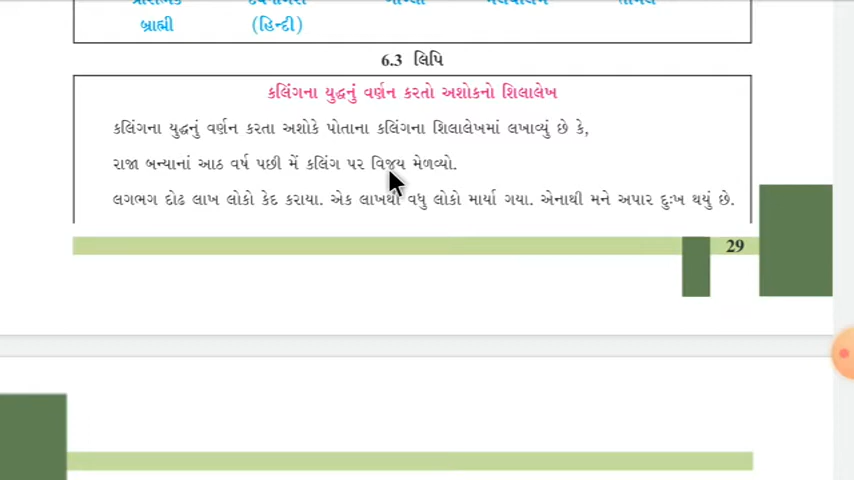 બ્રાહ્મી (હિન્દી)
6.3 લિપિ
કલિંગના યુદ્ધનું વર્ણન કરતો અશોકનો શિલાલેખ
કલિંગના યુદ્ધનું વર્ણન કરતા અશોકે પોતાના કલિંગના શિલાલેખમાં લખાવ્યું છે કે,
રાજા બન્યાનાં આઠ વર્ષ પછી મેં કલિંગ પર વિજય મેળવ્યો.
લગભગ દોઢ લાખ લોકો કેદ કરાયા. એક લાખથી વધુ લોકો માર્યા ગયા. એનાથી મને અપાર દુઃખ થયું છે.
29